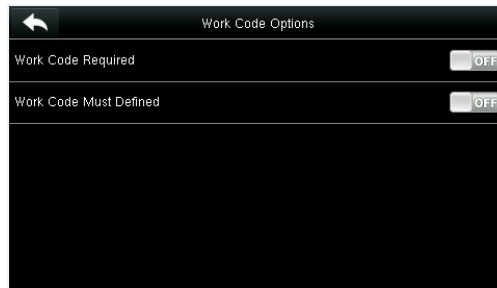 Work Code Options
Work Code Required
OFF
Work Code Must Defined
OFF